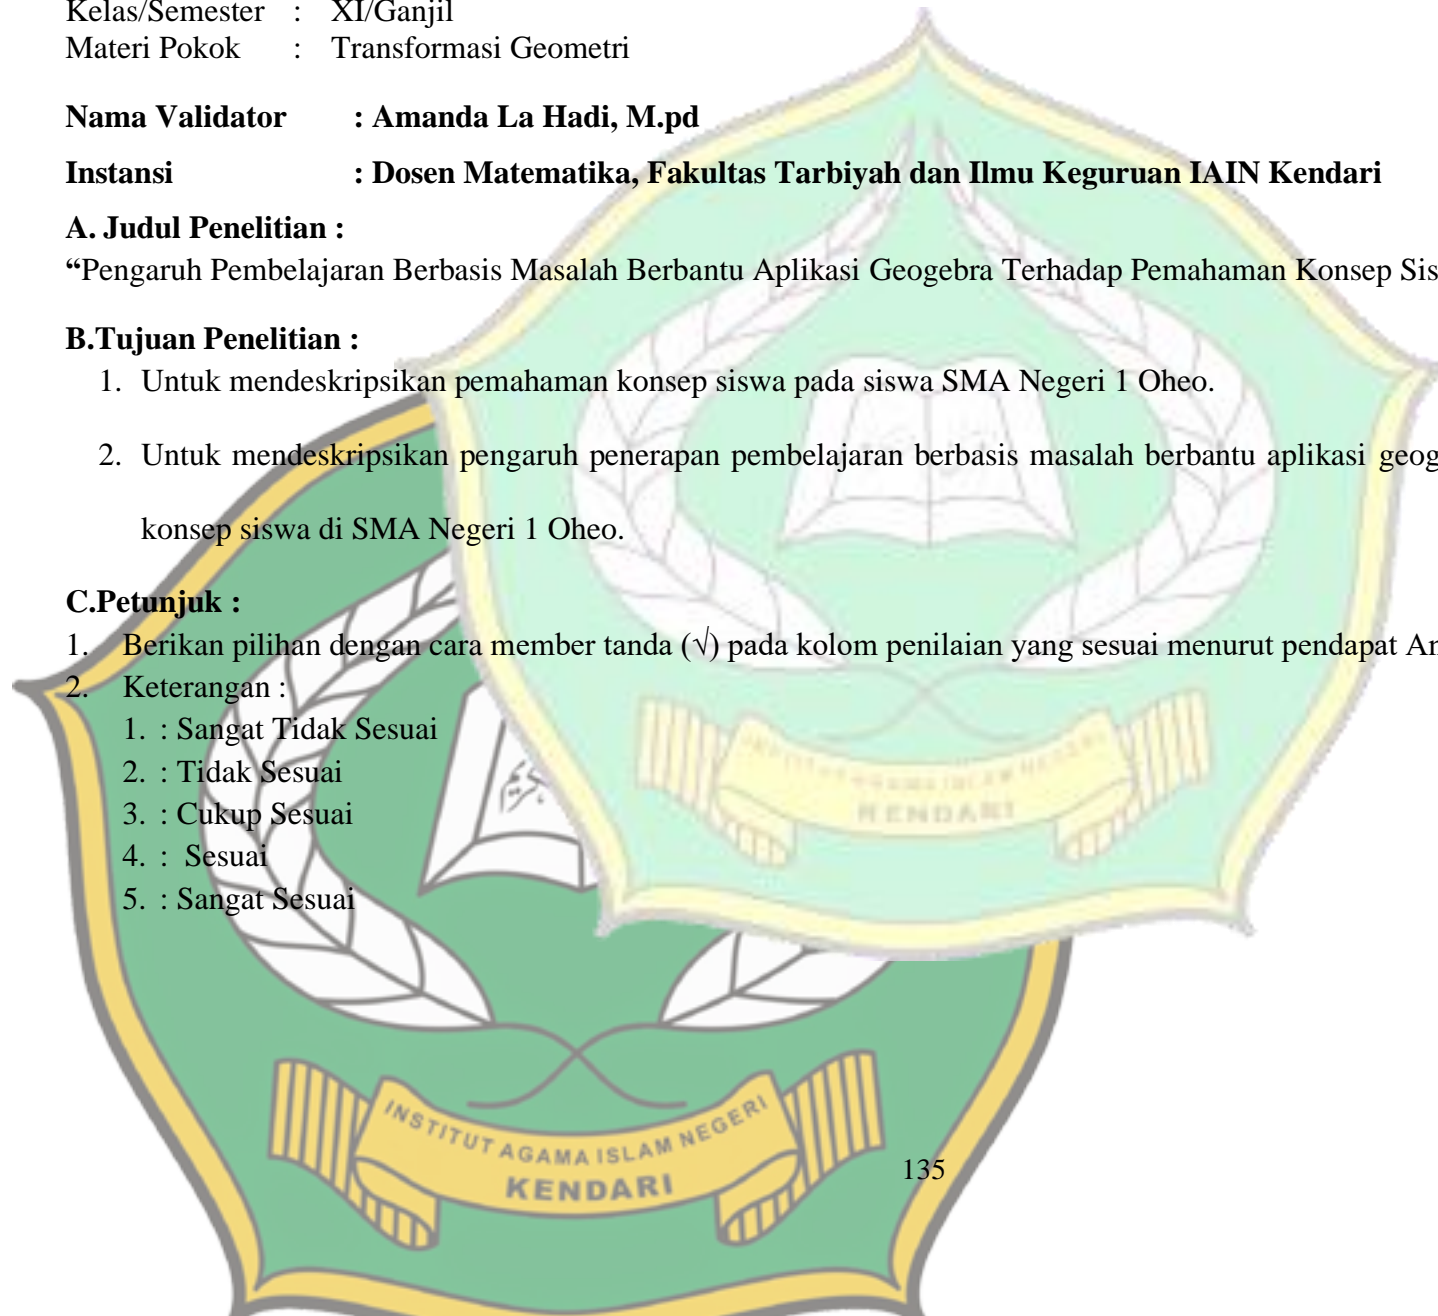 Kelas/Semester : XI/Ganjil
Materi Pokok : Transformasi Geometri
Nama Validator : Amanda La Hadi, M.pd
Instansi : Dosen Matematika, Fakultas Tarbiyah dan Ilmu Keguruan IAIN Kendari
A. Judul Penelitian :
“Pengaruh Pembelajaran Berbasis Masalah Berbantu Aplikasi Geogebra Terhadap Pemahaman Konsep Sis
B.Tujuan Penelitian :
1. Untuk mendeskripsikan pemahaman konsep siswa pada siswa SMA Negeri 1 Oheo.
2. Untuk mendeskripsikan pengaruh penerapan pembelajaran berbasis masalah berbantu aplikasi geog
konsep siswa di SMA Negeri 1 Oheo.
C.Petunjuk :
1. Berikan pilihan dengan cara member tanda (√) pada kolom penilaian yang sesuai menurut pendapat An
2. Keterangan :
1. : Sangat Tidak Sesuai
2. : Tidak Sesuai
3. : Cukup Sesuai
4. : Sesuai
5. : Sangat Sesuai
KENDARI
INSTITUT AGAMA ISLAM NEGERI
KENDARI
135